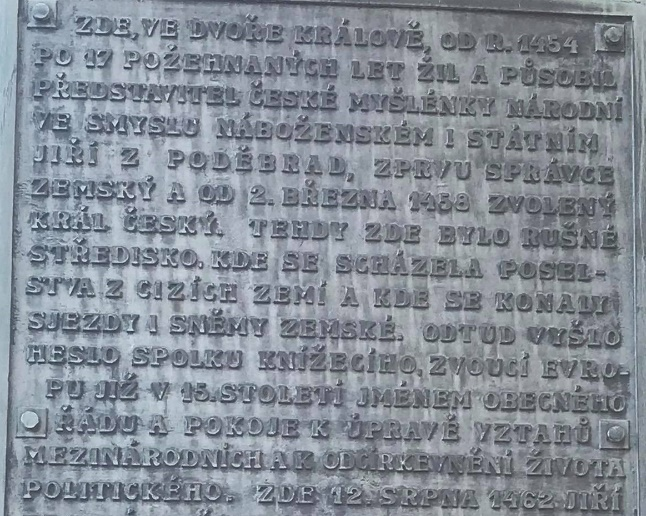 ZDE, VE DVOŘE KRÁLOVĚ, OD R. 1454
PO 17 POŽEHNANÝCH LET ŽIL A PŮSOBIL
PŘEDSTAVITEL ČESKÉ MYŠLÉNKY NÁRODNÍ
VE SMYSLU NÁBOŽENSKÉM I STÁTNÍM
JIŘÍ Z PODĚBRAD, ZPRVU SPRÁVCE
ZEMSKÝ A OD 2. BŘEZNA 1458 ZVOLENÝ
KRÁL ČESKÝ. TEHDY ZDE BYLO RUŠNÉ
STŘEDISKO. KDE SE SCHÁZELA POSEL-
STVA Z CIZÍCH ZEMÍ A KDE SE KONALY
SJEZDY I SNĚMY ZEMSKÉ. ODTUD VYŠLO
HESLO SPOLKU KNÍŽECÍHO, ZVOUCÍ EVRO-
PU JIŽ V 15. STOLETÍ JMÉNEM OBECNÉHO
ŘÁDU A POKOJE K ÚPRAVĚ VZTAHŮ
MEZINÁRODNÍCH A K ODCÍRKEVNĚNÍ ŽIVOTA
POLITICKÉHO. ZDE 12. SRPNA 1462 JIŘÍ